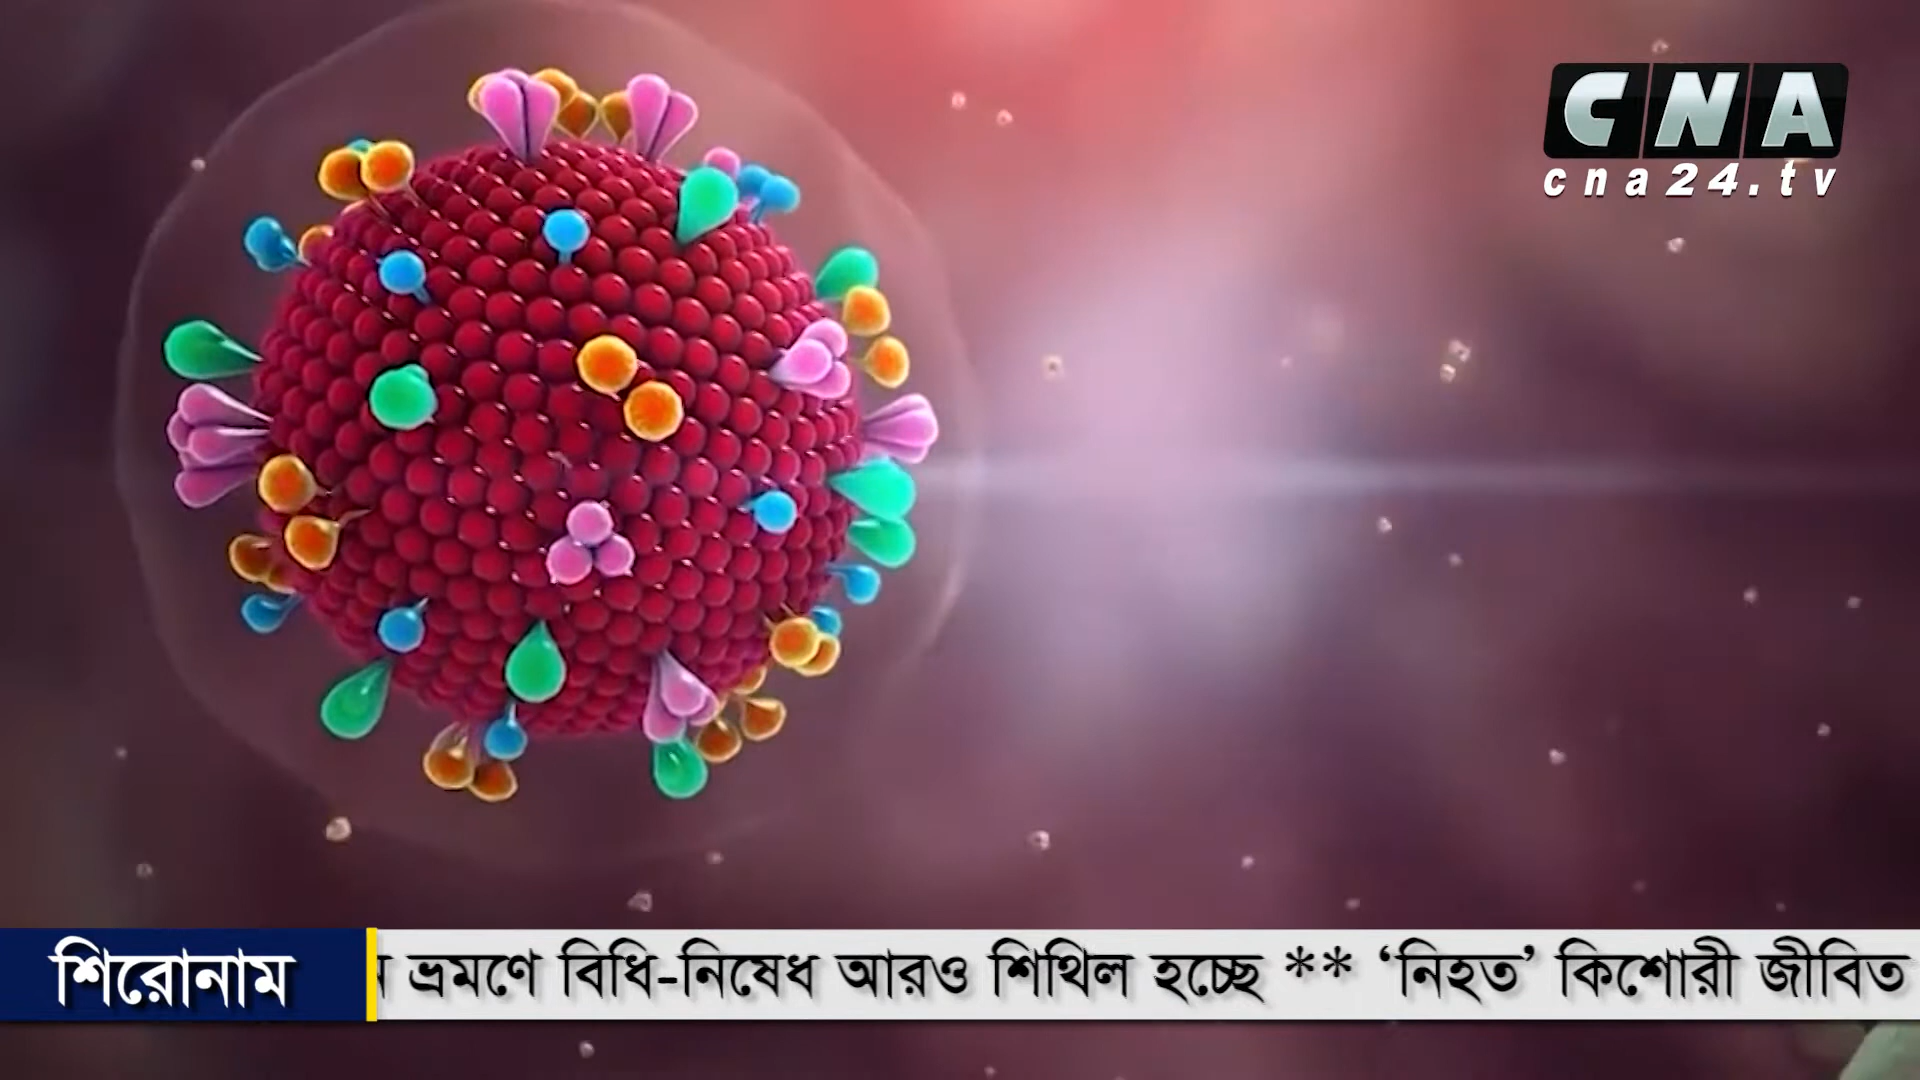 CNA
cna24.tv
শিরোনাম
ভ্রমণে বিধি-নিষেধ আরও শিথিল হচ্ছে ** ‘নিহত’ কিশোরী জীবিত